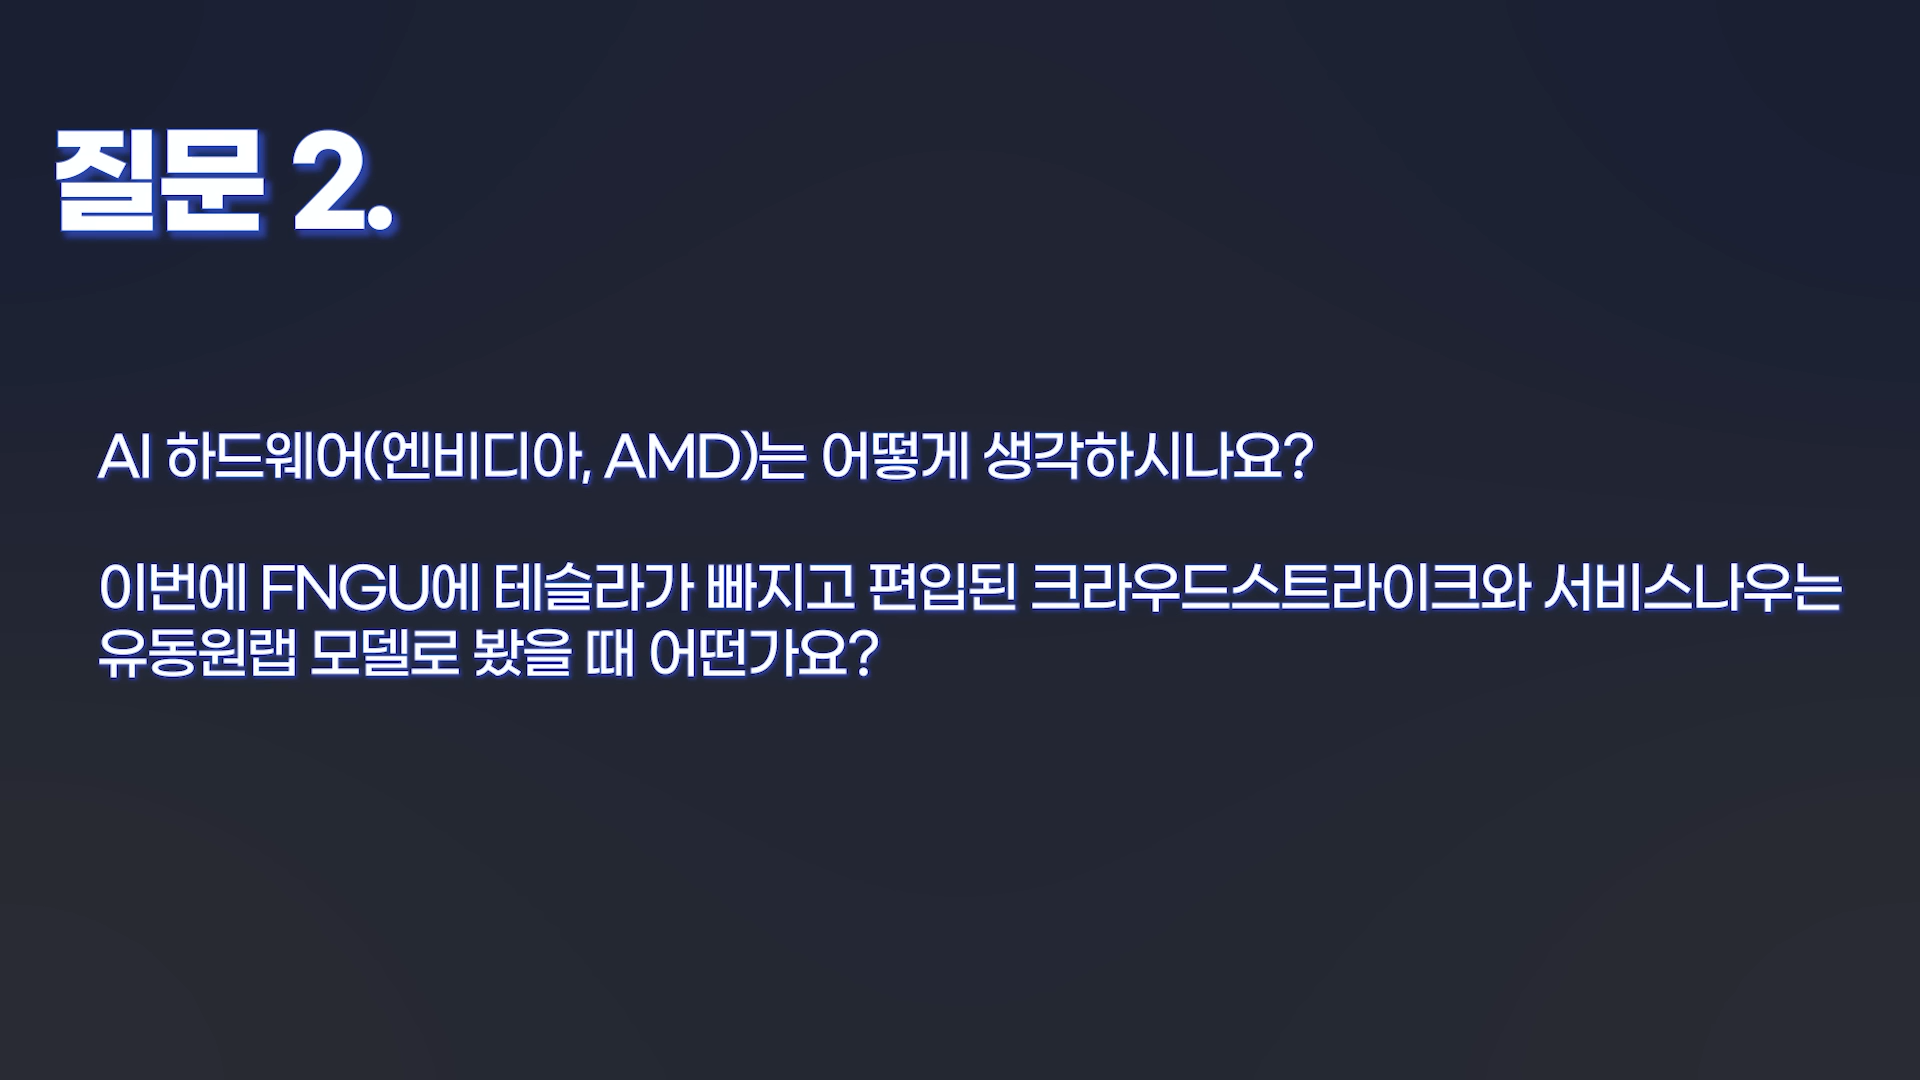 질문 2.
AI 하드웨어(엔비디아, AMD)는 어떻게 생각하시나요?
이번에 FNGU에 테슬라가 빠지고 편입된 크라우드스트라이크와 서비스나우는
유동원랩 모델로 봤을 때 어떤가요?